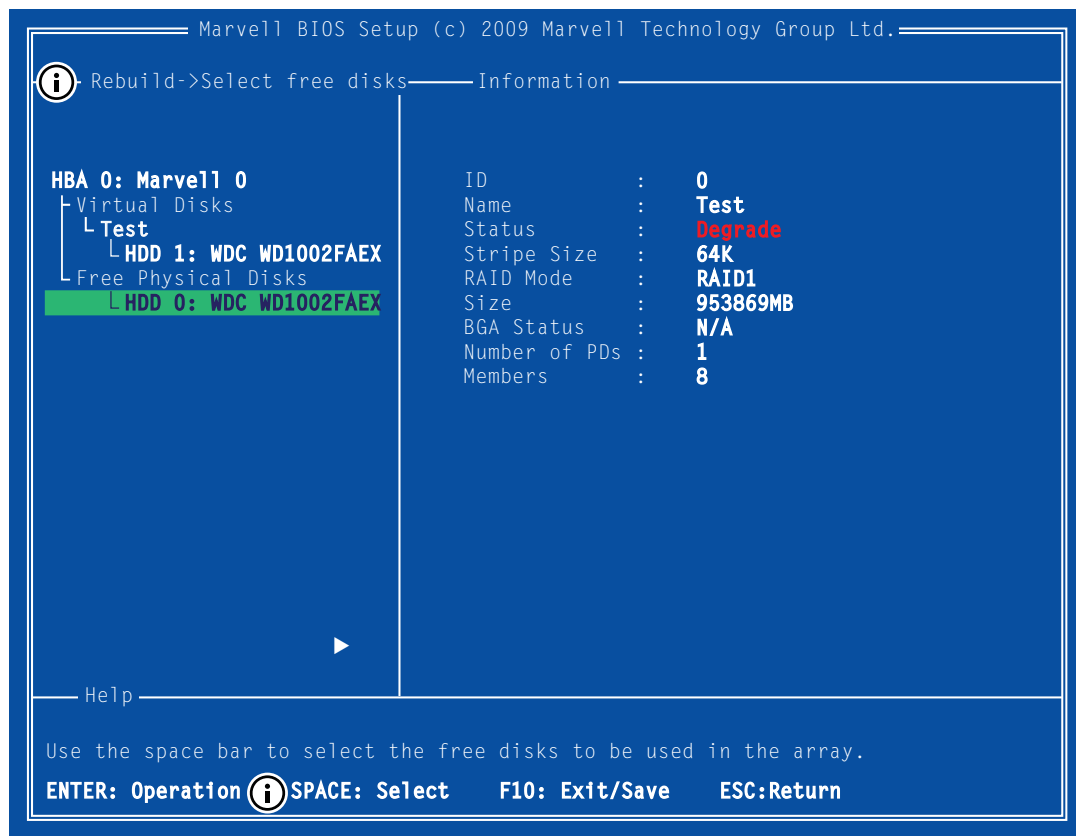 Marvell BIOS Setup (c) 2009 Marvell Technology Group Ltd.
i Rebuild->Select free disks
Information
HBA 0: Marvell 0
Virtual Disks
Test
HDD 1: WDC WD1002FAEX
Free Physical Disks
HDD 0: WDC WD1002FAEX
ID : 0
Name : Test
Status : Degrade
Stripe Size : 64K
RAID Mode : RAID1
Size : 953869MB
BGA Status : N/A
Number of PDs : 1
Members : 8
Help
Use the space bar to select the free disks to be used in the array.
ENTER: Operation i SPACE: Select F10: Exit/Save ESC:Return